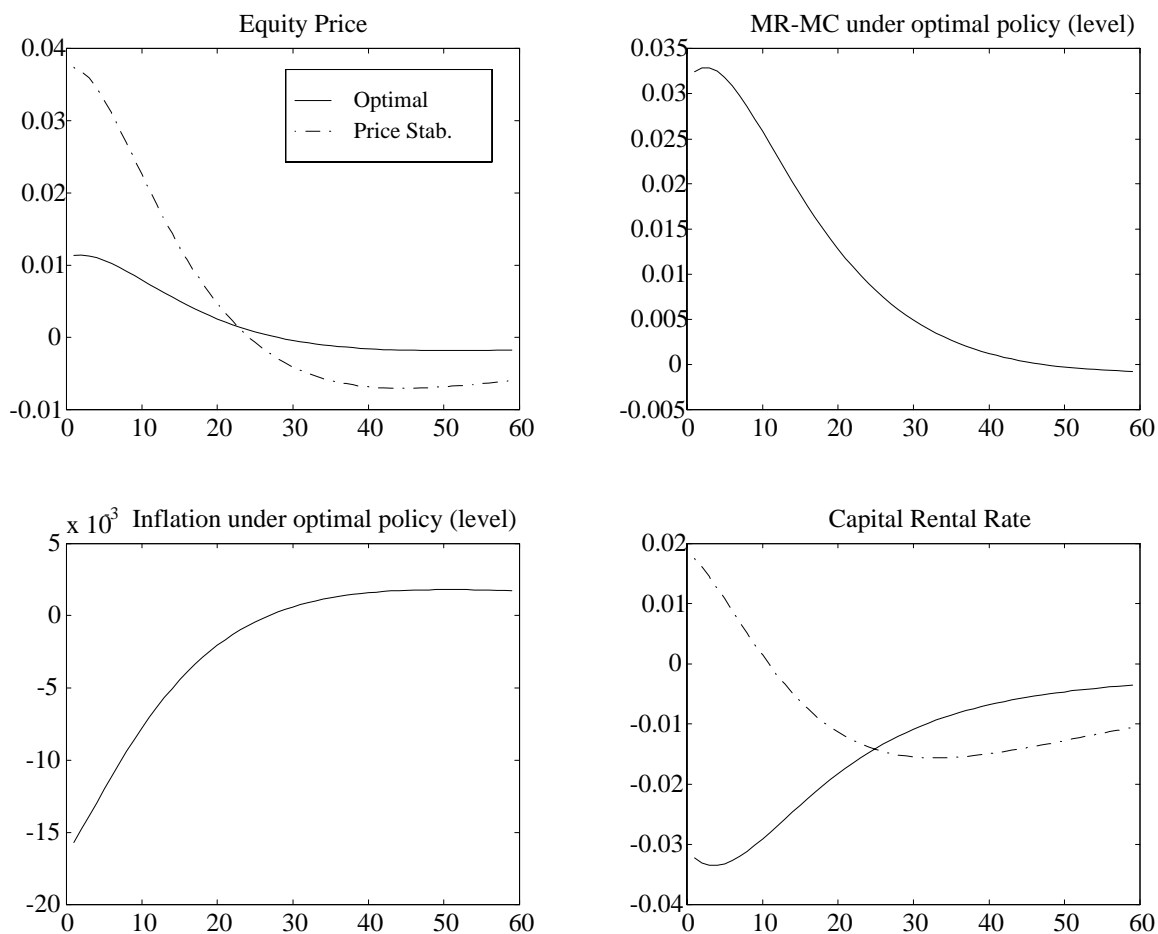 Equity Price
0.04
0.03
0.02
0.01
0
-0.01
0 10 20 30 40 50 60
Optimal
Price Stab.
MR-MC under optimal policy (level)
0.035
0.03
0.025
0.02
0.015
0.01
0.005
0
-0.005
0 10 20 30 40 50 60
x 10-3 Inflation under optimal policy (level)
5
0
-5
-10
-15
-20
0 10 20 30 40 50 60
Capital Rental Rate
0.02
0.01
0
-0.01
-0.02
-0.03
-0.04
0 10 20 30 40 50 60